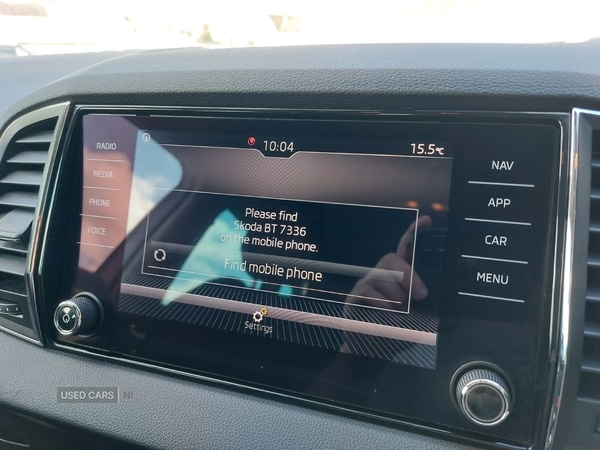 10:04
15.5°C
RADIO
MEDIA
PHONE
VOICE
Please find
Skoda BT 7336
on the mobile phone.
Find mobile phone
Settings
NAV
APP
CAR
MENU
USED CARS NI